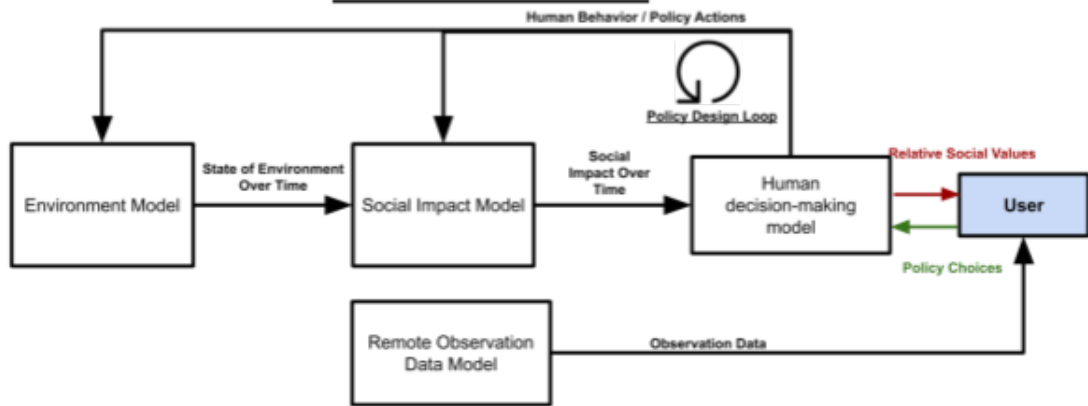 Human Behavior / Policy Actions
Policy Design Loop
Relative Social Values
State of Environment
Over Time
Social
Impact Over
Time
Environment Model
Social Impact Model
Human
decision-making
model
User
Policy Choices
Remote Observation
Data Model
Observation Data